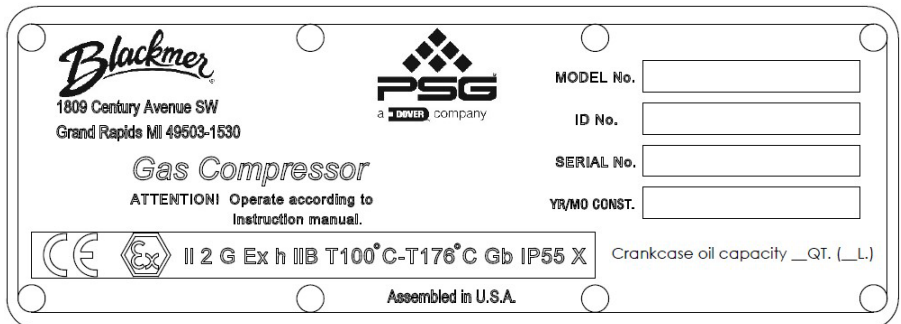 Blackmer
1809 Century Avenue SW
Grand Rapids MI 49503-1530
PSG
a DOVER company
Gas Compressor
ATTENTION! Operate according to
Instruction manual.
MODEL No.
ID No.
SERIAL No.
YR/MO CONST.
CE Ex II 2 G Ex h IIB T100°C-T176°C Gb IP55 X
Crankcase oil capacity __QT. (__L.)
Assembled in U.S.A.